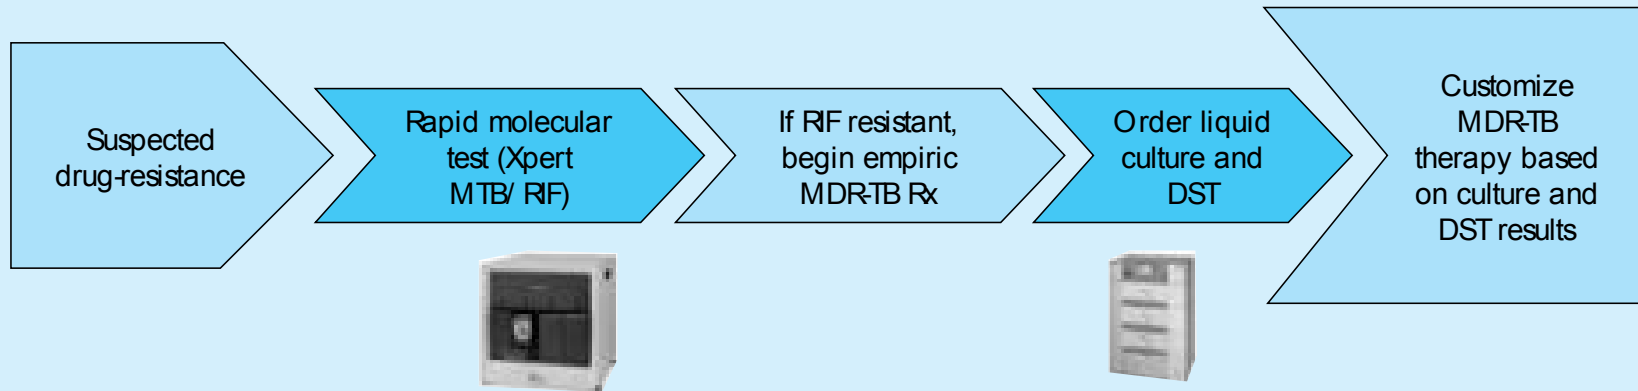 Suspected
drug-resistance
Rapid molecular
test (Xpert
MTB/ RIF)
If RIF resistant,
begin empiric
MDR-TB Rx
Order liquid
culture and
DST
Customize
MDR-TB
therapy based
on culture and
DST results